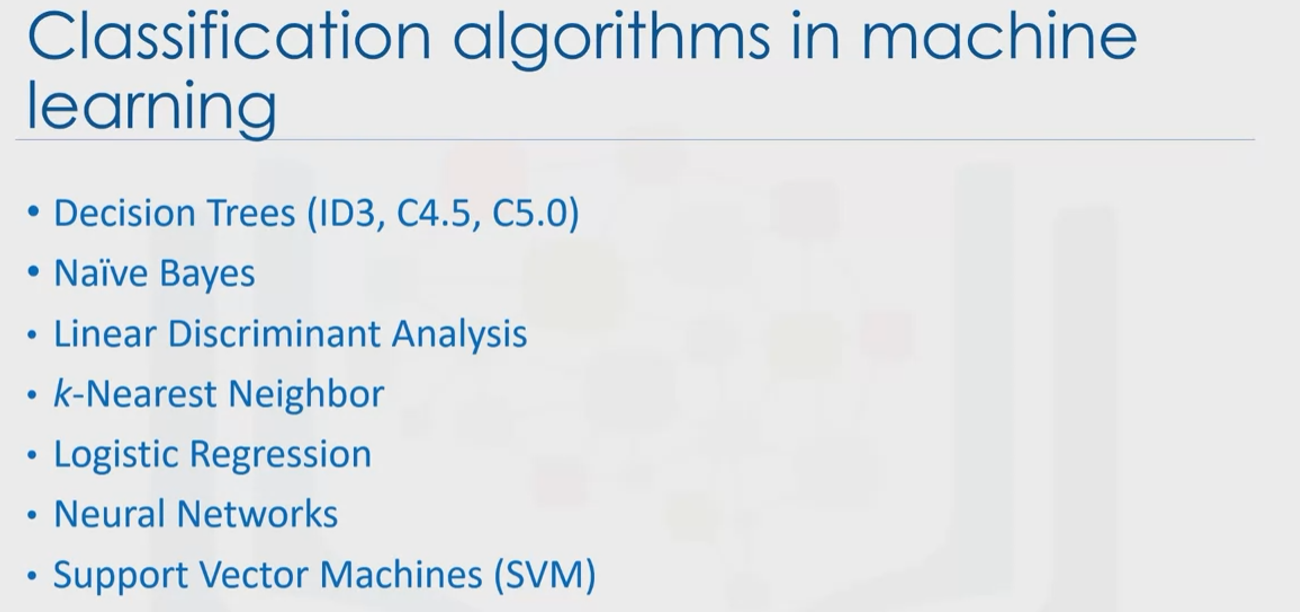 Classification algorithms in machine
learning
• Decision Trees (ID3, C4.5, C5.0)
• Naïve Bayes
• Linear Discriminant Analysis
• k-Nearest Neighbor
• Logistic Regression
• Neural Networks
• Support Vector Machines (SVM)